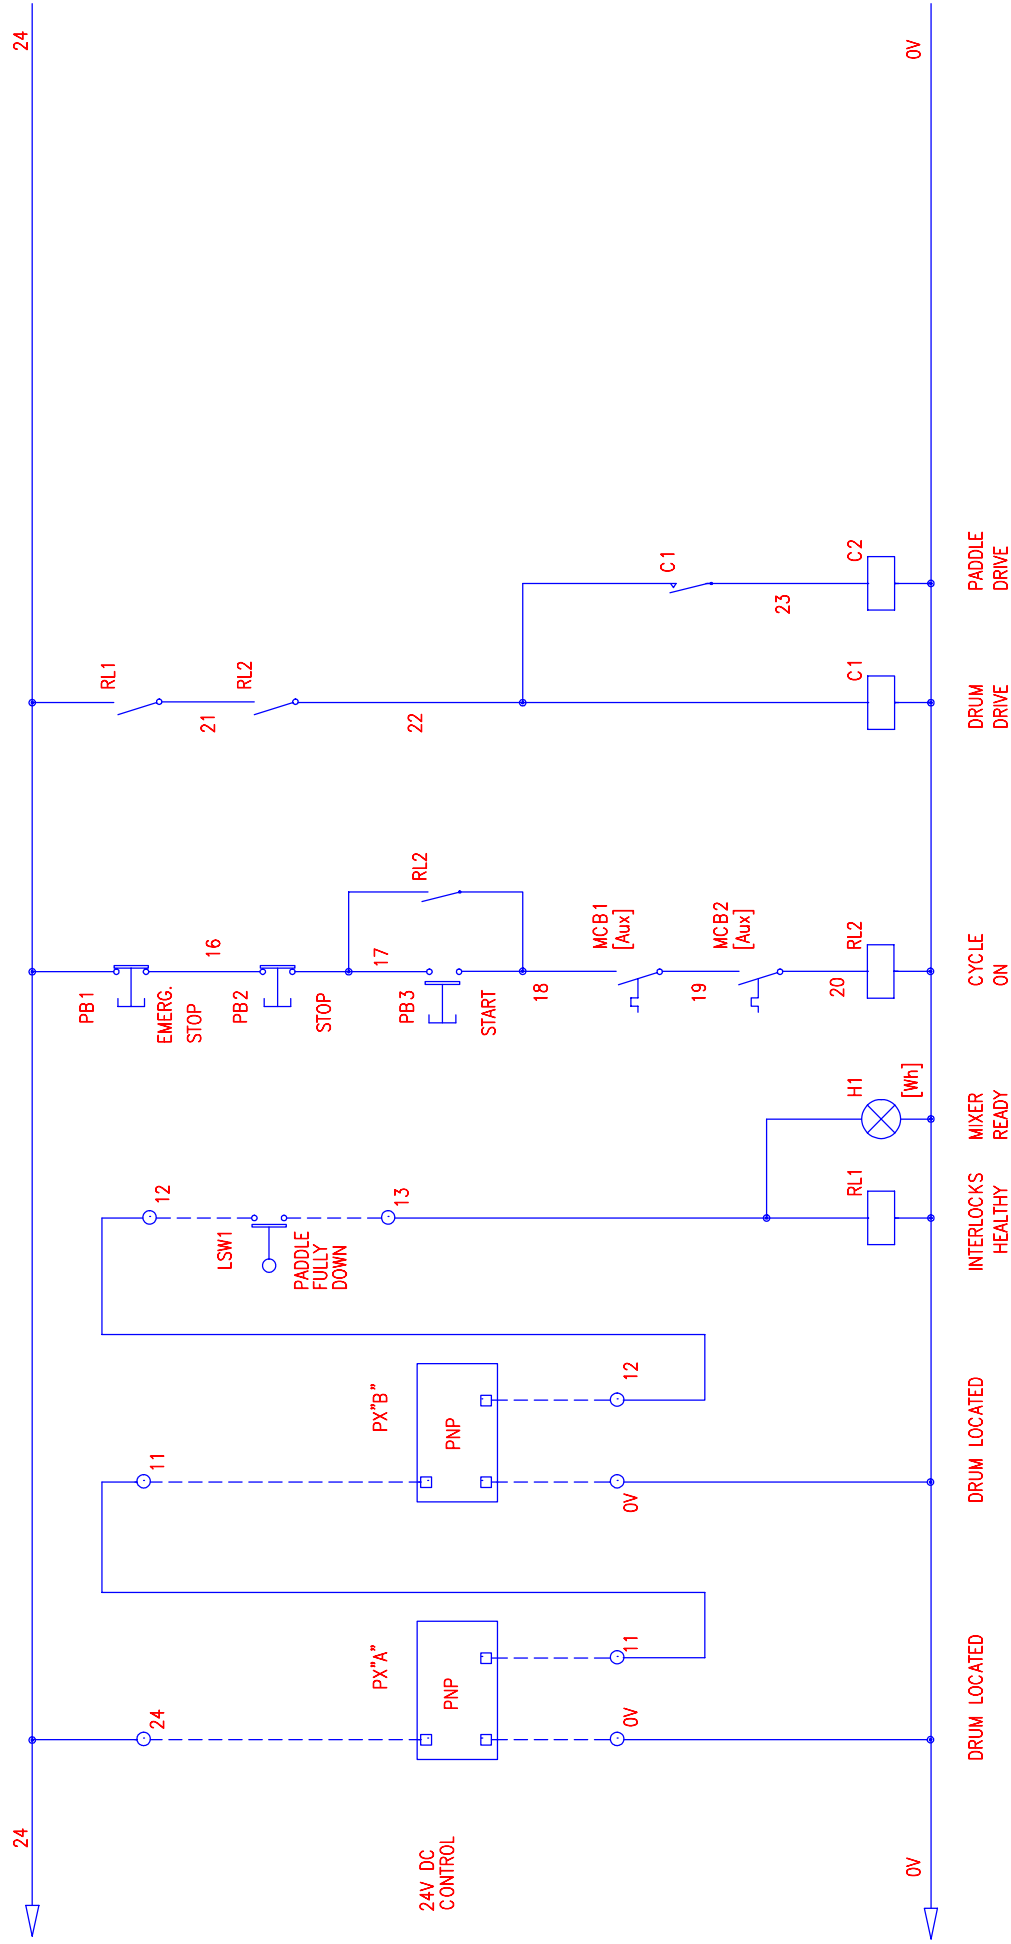 24
24
24V DC
CONTROL
24
PX"A"
PNP
0V
11
11
PX"B"
PNP
0V
12
12
LSW1
PADDLE
FULLY
DOWN
13
RL1
H1
[Wh]
PB1
EMERG.
STOP
16
PB2
STOP
17
PB3
START
RL2
18
MCB1
[Aux]
19
MCB2
[Aux]
20
RL2
RL1
21
RL2
22
C1
C1
23
C2
0V
0V
DRUM LOCATED
DRUM LOCATED
INTERLOCKS
HEALTHY
MIXER
READY
CYCLE
ON
DRUM
DRIVE
PADDLE
DRIVE